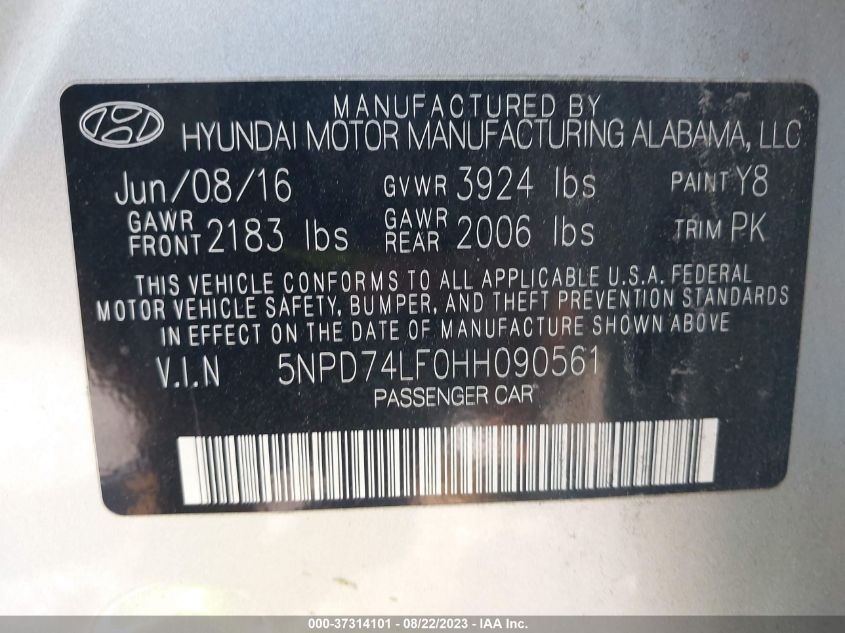 MANUFACTURED BY
HYUNDAI MOTOR MANUFACTURING ALABAMA, LLC
Jun/08/16 GVWR 3924 lbs PAINT Y8
GAWR FRONT 2183 lbs GAWR REAR 2006 lbs TRIM PK
THIS VEHICLE CONFORMS TO ALL APPLICABLE U.S.A. FEDERAL
MOTOR VEHICLE SAFETY, BUMPER, AND THEFT PREVENTION STANDARDS
IN EFFECT ON THE DATE OF MANUFACTURE SHOWN ABOVE.
V.I.N 5NPD74LF0HH090561
PASSENGER CAR
000-37314101 - 08/22/2023 - IAA Inc.